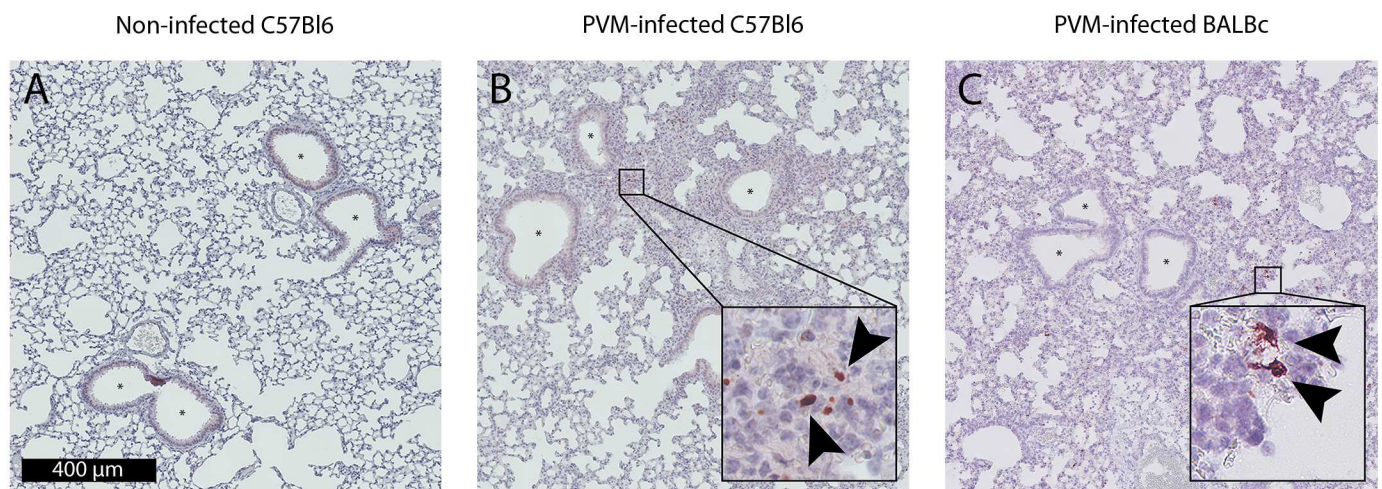 Non-infected C57Bl6
PVM-infected C57Bl6
PVM-infected BALBc
A
B
C
*
*
*
*
*
*
*
*
*
*
400 µm